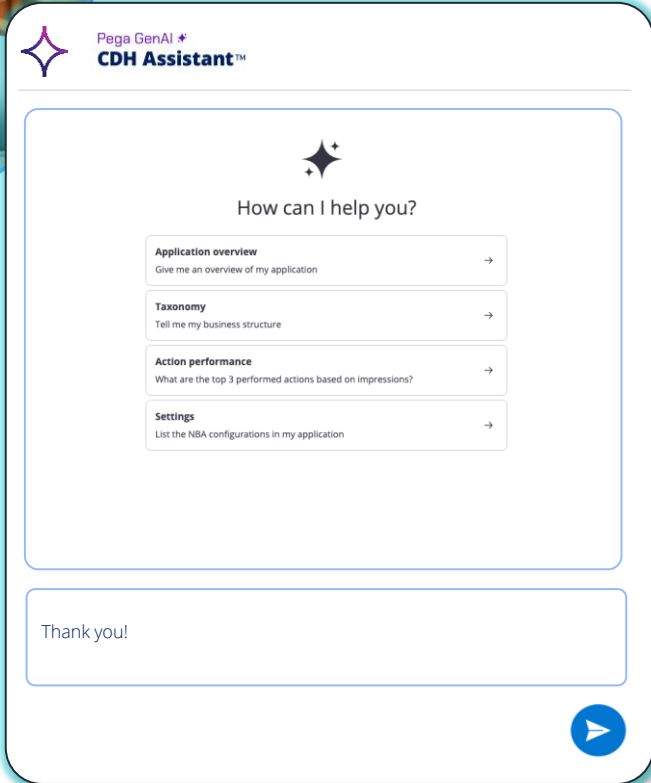 Pega GenAI
CDH Assistant™
How can I help you?
Application overview
Give me an overview of my application
Taxonomy
Tell me my business structure
Action performance
What are the top 3 performed actions based on impressions?
Settings
List the NBA configurations in my application
Thank you!